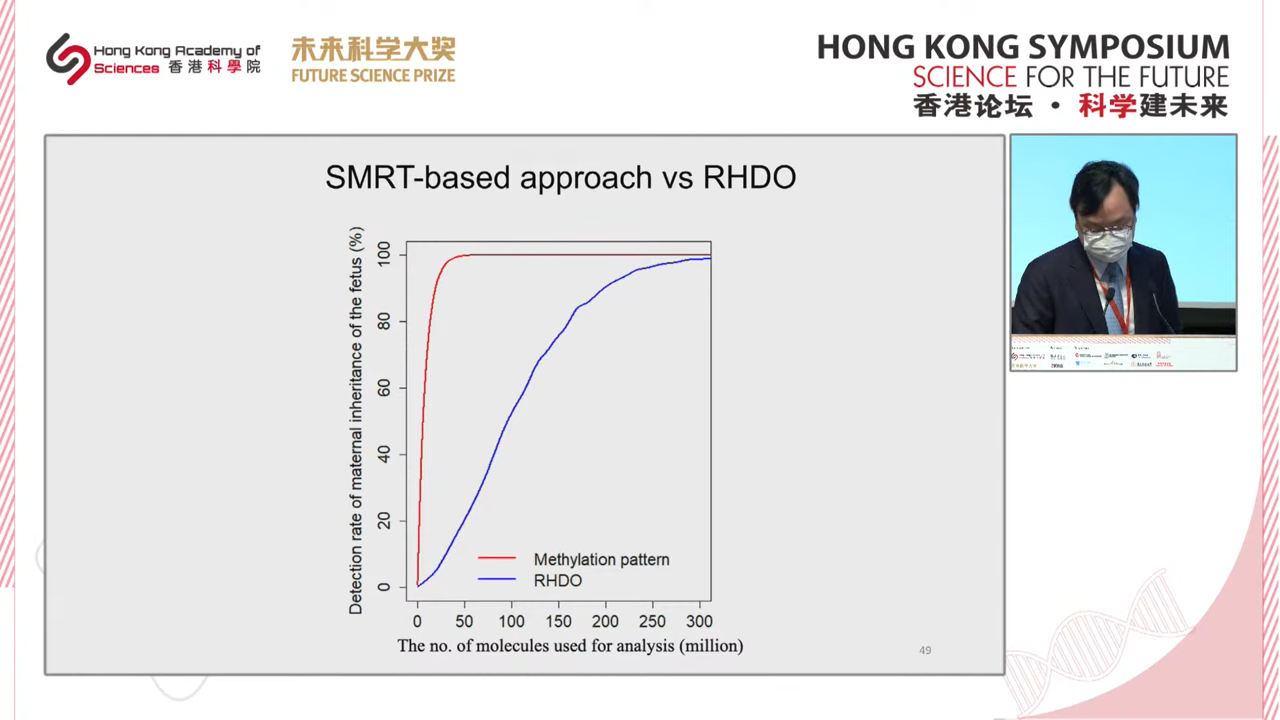 Hong Kong Academy of
Sciences 香港科學院
未来科学大奖
FUTURE SCIENCE PRIZE
HONG KONG SYMPOSIUM
SCIENCE FOR THE FUTURE
香港论坛 · 科学建未来
SMRT-based approach vs RHDO
Detection rate of maternal inheritance of the fetus (%)
100
80
60
40
20
0
Methylation pattern
RHDO
0 50 100 150 200 250 300
The no. of molecules used for analysis (million)
49